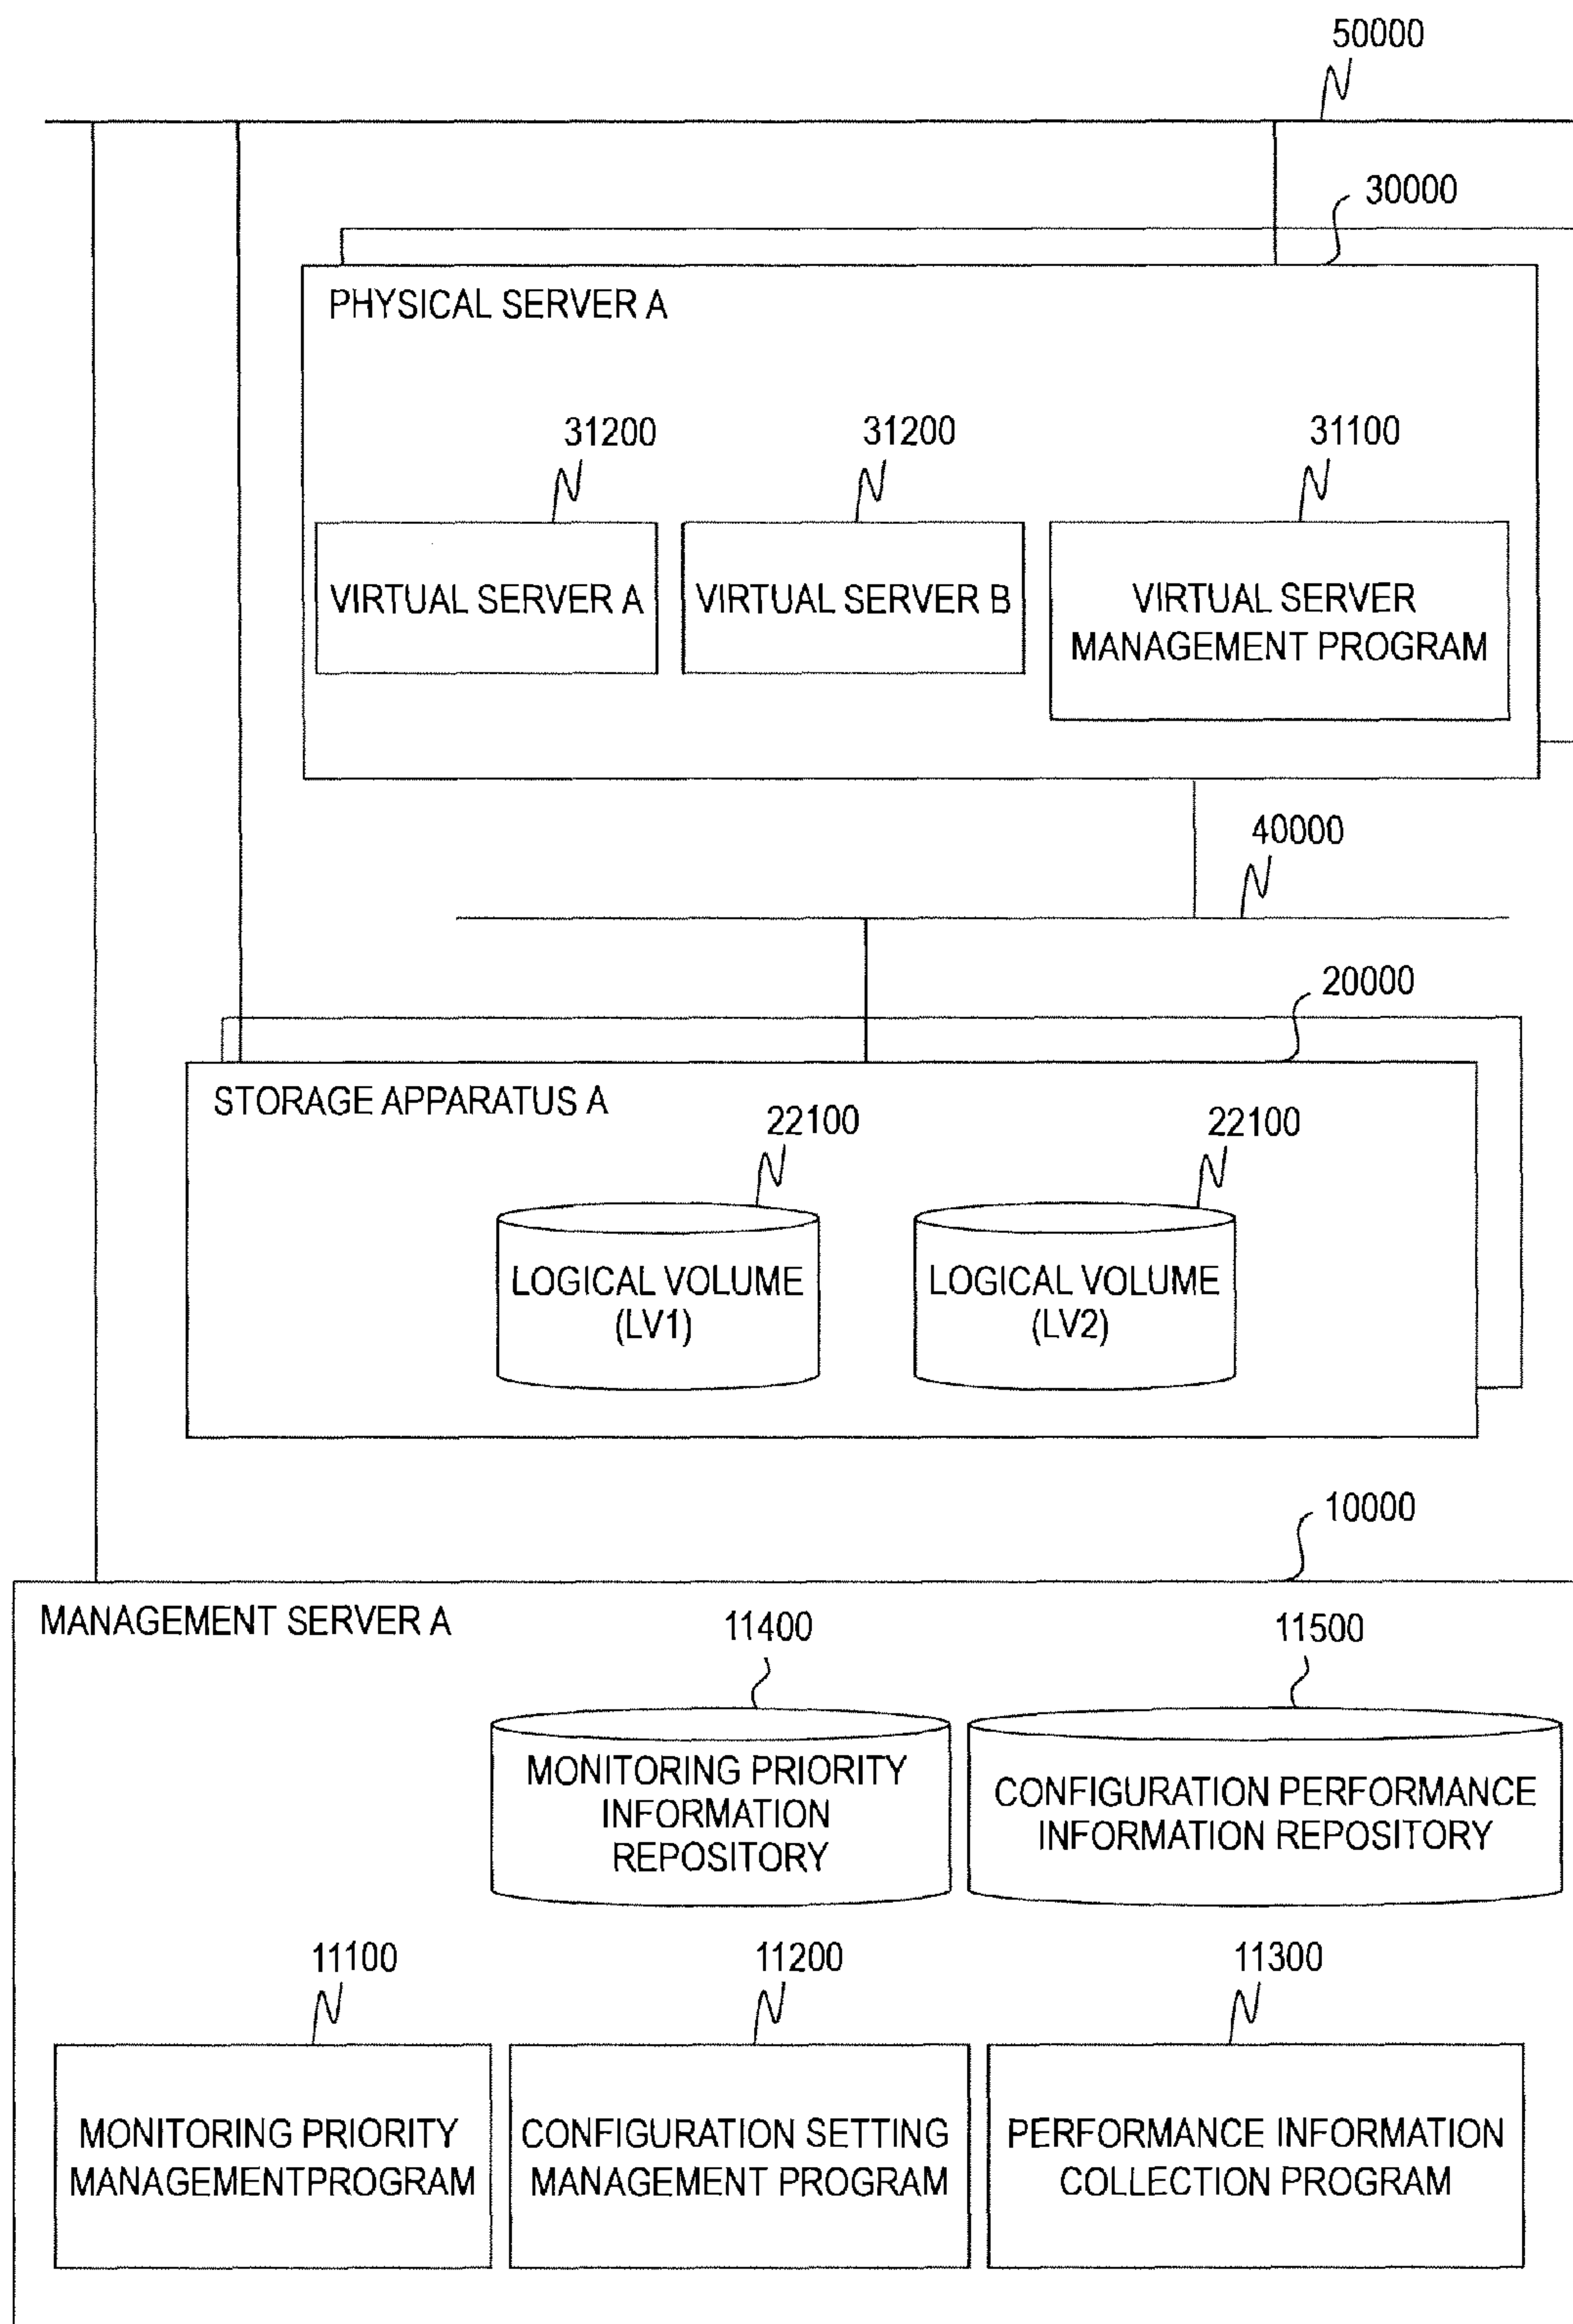 50000
30000
PHYSICAL SERVER A
31200
31200
31100
VIRTUAL SERVER A
VIRTUAL SERVER B
VIRTUAL SERVER
MANAGEMENT PROGRAM
40000
20000
STORAGE APPARATUS A
22100
22100
LOGICAL VOLUME
(LV1)
LOGICAL VOLUME
(LV2)
10000
MANAGEMENT SERVER A
11400
11500
MONITORING PRIORITY
INFORMATION
REPOSITORY
CONFIGURATION PERFORMANCE
INFORMATION REPOSITORY
11100
11200
11300
MONITORING PRIORITY
MANAGEMENTPROGRAM
CONFIGURATION SETTING
MANAGEMENT PROGRAM
PERFORMANCE INFORMATION
COLLECTION PROGRAM